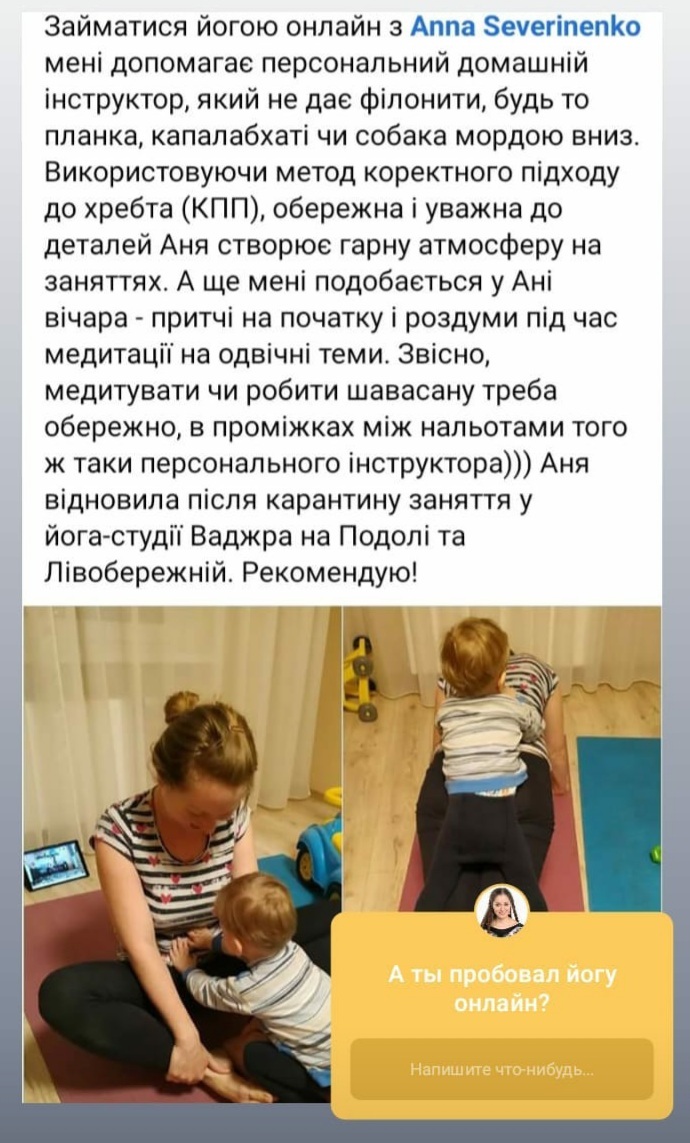 Займатися йогою онлайн з Anna Severinenko
мені допомагає персональний домашній
інструктор, який не дає філонити, будь то
планка, капалабхаті чи собака мордою вниз.
Використовуючи метод коректного підходу
до хребта (КПП), обережна і уважна до
деталей Аня створює гарну атмосферу на
заняттях. А ще мені подобається у Ані
вічара - притчі на початку і роздуми під час
медитації на одвічні теми. Звісно,
медитувати чи робити шавасану треба
обережно, в проміжках між нальотами того
ж таки персонального інструктора))) Аня
відновила після карантину заняття у
йога-студії Ваджра на Подолі та
Лівобережній. Рекомендую!
А ты пробовал йогу
онлайн?
Напишите что-нибудь...